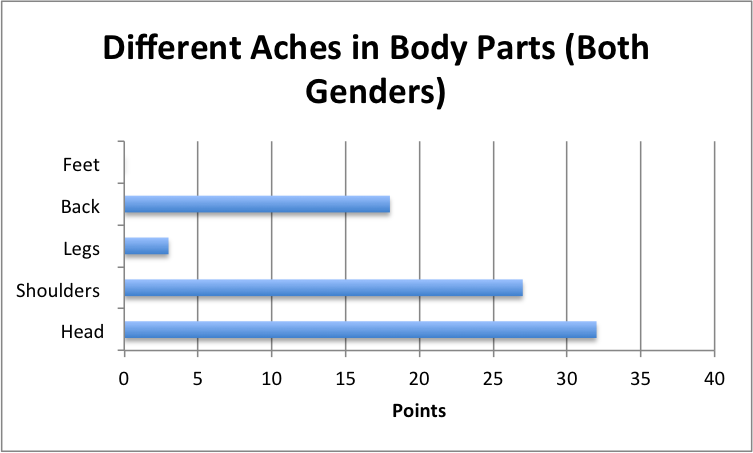 Different Aches in Body Parts (Both
Genders)
Feet
Back
Legs
Shoulders
Head
0 5 10 15 20 25 30 35 40
Points